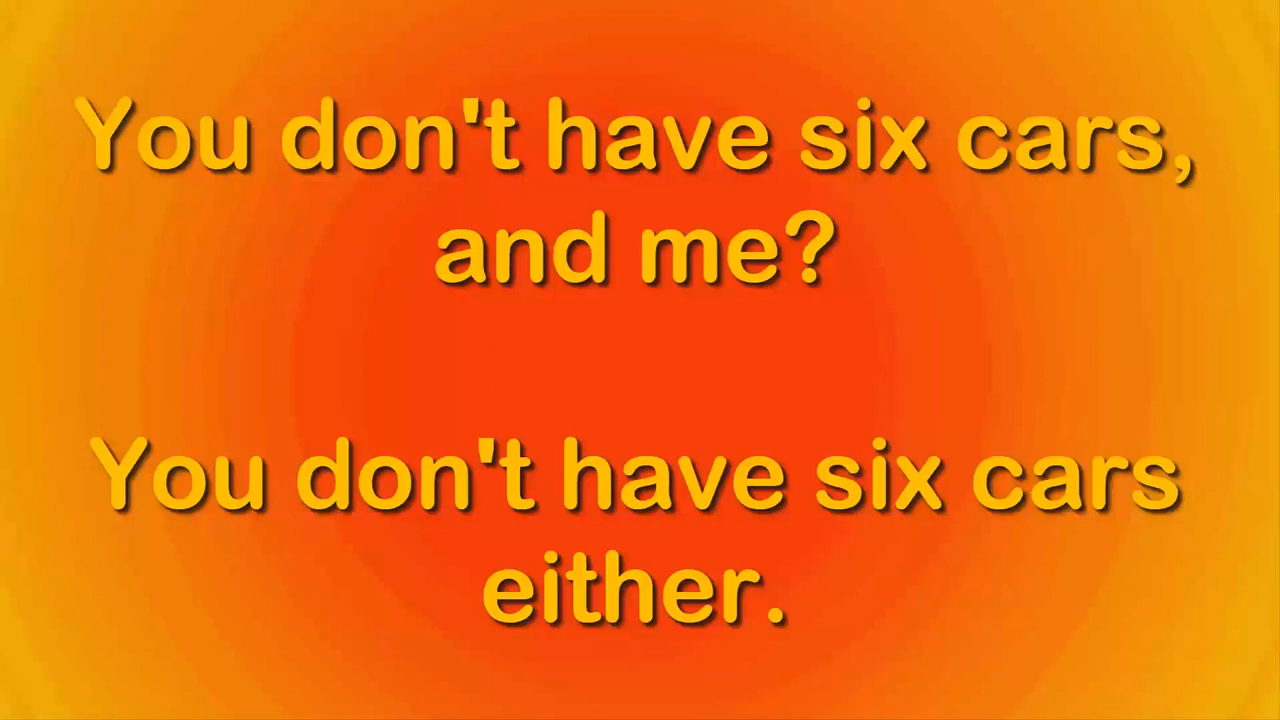 You don't have six cars,
and me?
You don't have six cars
either.